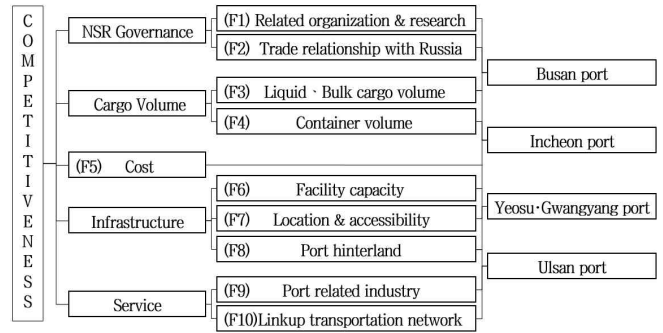 COMPETITIVENESS
NSR Governance
(F1) Related organization & research
(F2) Trade relationship with Russia
Cargo Volume
(F3) Liquid、Bulk cargo volume
(F4) Container volume
(F5) Cost
Infrastructure
(F6) Facility capacity
(F7) Location & accessibility
(F8) Port hinterland
Service
(F9) Port related industry
(F10)Linkup transportation network
Busan port
Incheon port
Yeosu·Gwangyang port
Ulsan port